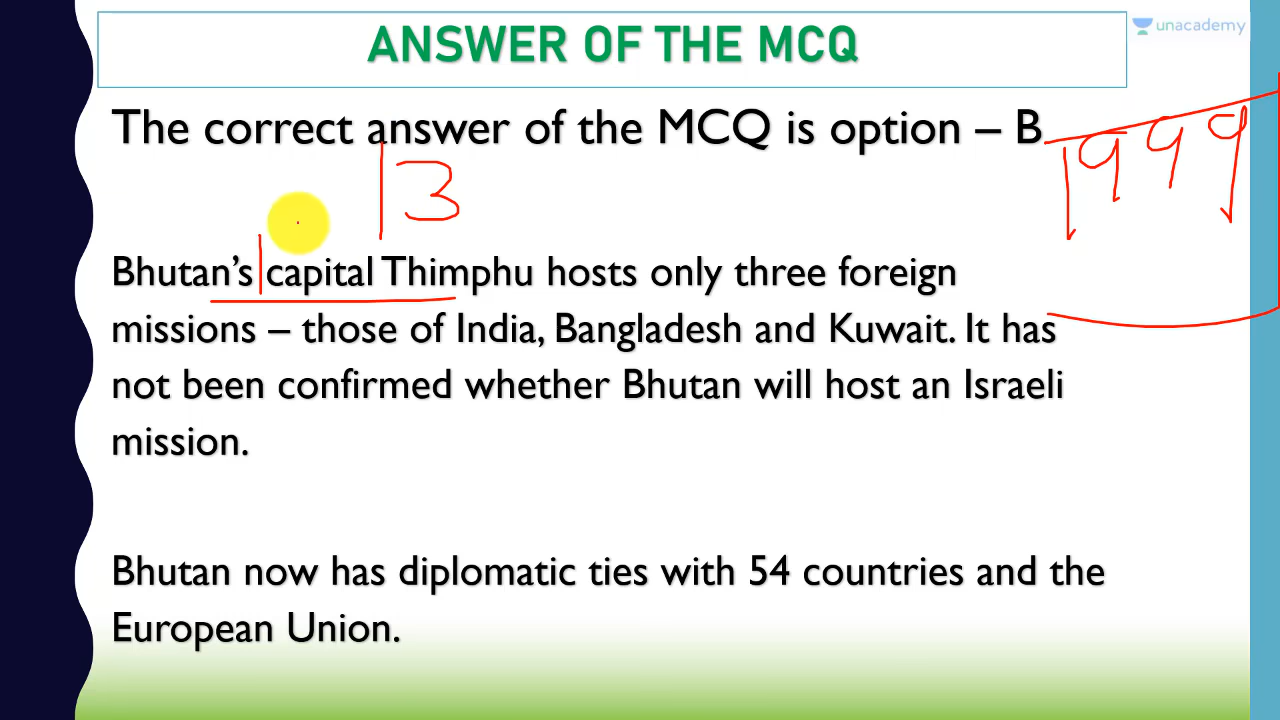 ANSWER OF THE MCQ
unacademy
The correct answer of the MCQ is option – B
1999
13
Bhutan's capital Thimphu hosts only three foreign
missions – those of India, Bangladesh and Kuwait. It has
not been confirmed whether Bhutan will host an Israeli
mission.
Bhutan now has diplomatic ties with 54 countries and the
European Union.